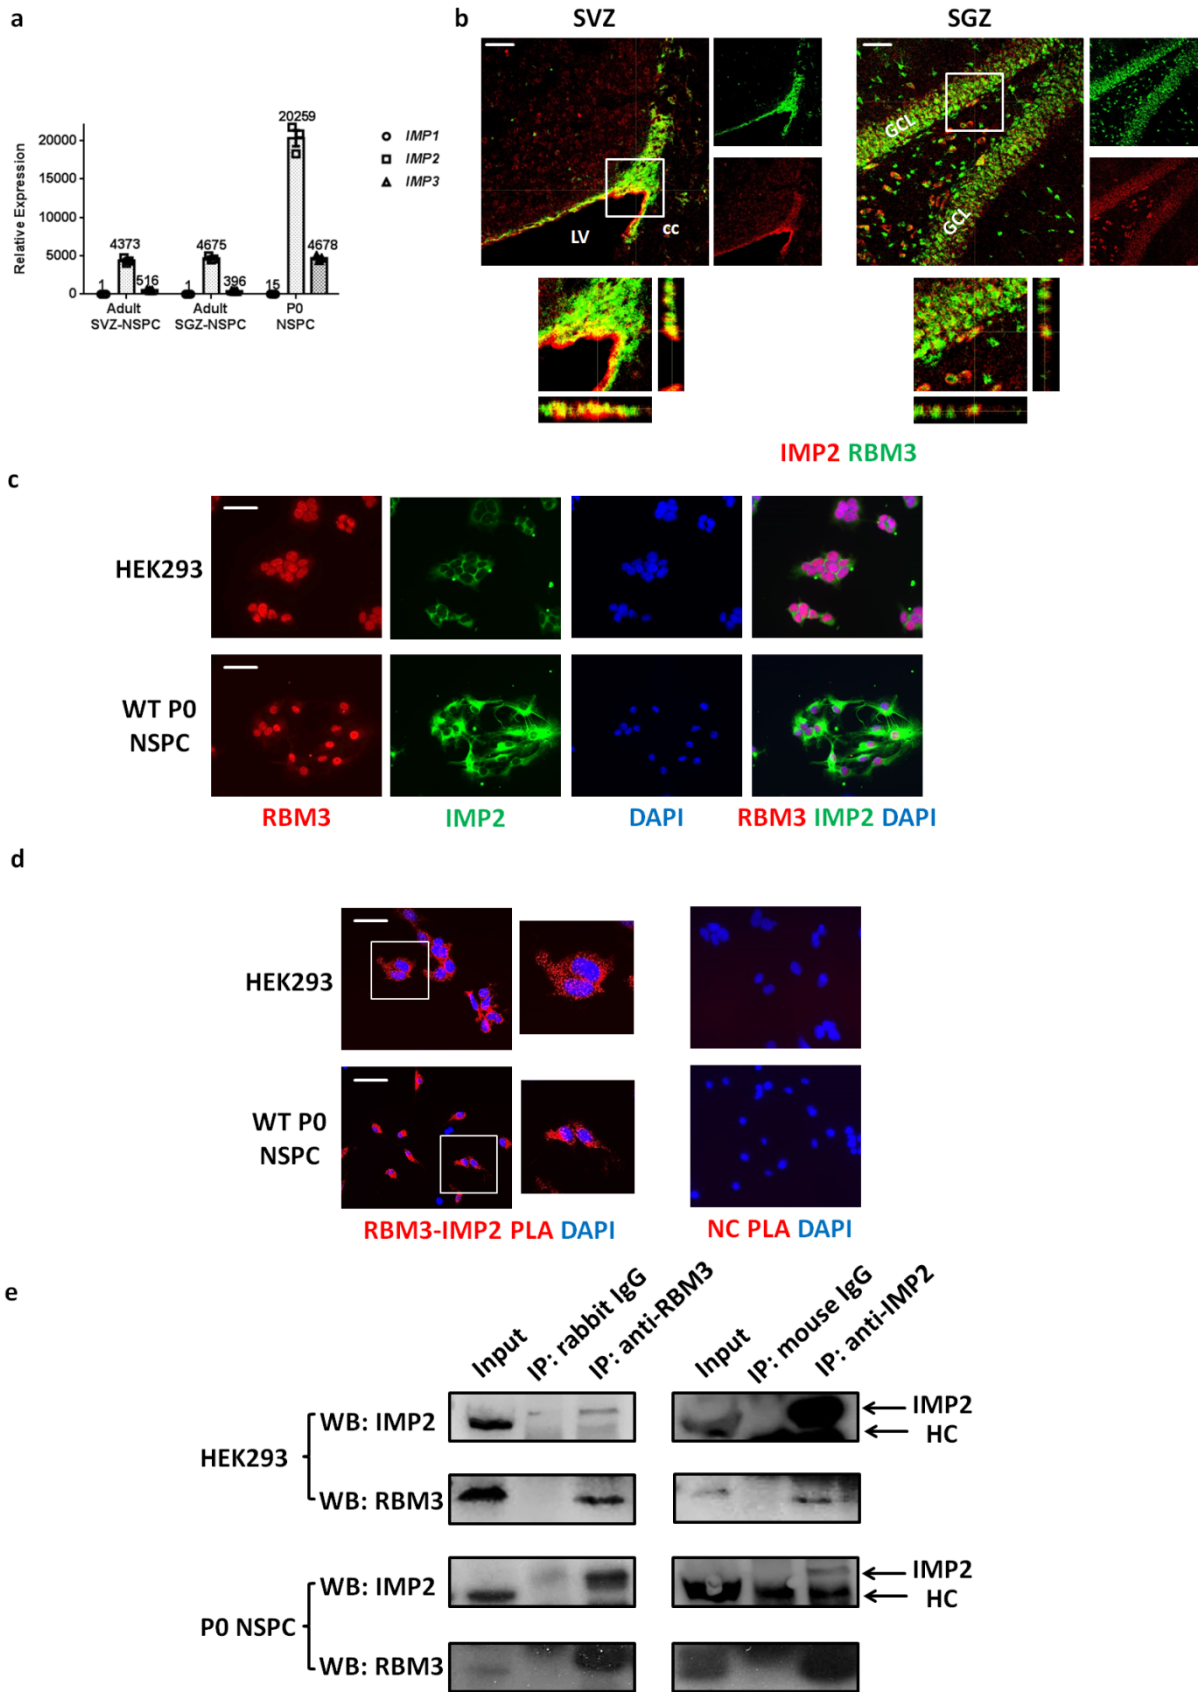 a
Relative Expression
20000
15000
10000
5000
0
1
4373
516
1
4675
396
15
20259
4678
Adult
SVZ-NSPC
Adult
SGZ-NSPC
P0
NSPC
IMP1
IMP2
IMP3
b
SVZ
SGZ
LV
cc
GCL
GCL
IMP2 RBM3
c
HEK293
WT P0
NSPC
RBM3
IMP2
DAPI
RBM3 IMP2 DAPI
d
HEK293
WT P0
NSPC
RBM3-IMP2 PLA DAPI
NC PLA DAPI
e
Input
IP: rabbit IgG
IP: anti-RBM3
Input
IP: mouse IgG
IP: anti-IMP2
HEK293
WB: IMP2
IMP2
HC
WB: RBM3
P0 NSPC
WB: IMP2
IMP2
HC
WB: RBM3